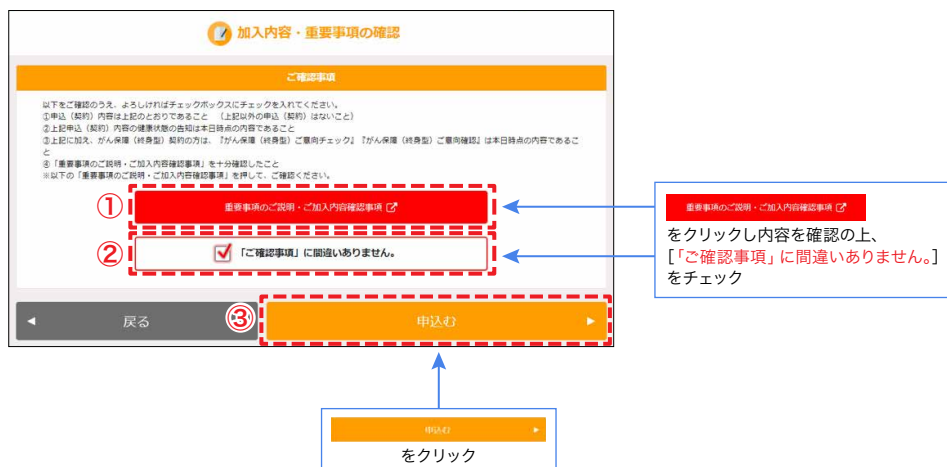 加入内容・重要事項の確認
ご確認事項
以下をご確認のうえ、よろしければチェックボックスにチェックを入れてください。
①申込（契約）内容は上記のとおりであること　（上記以外の申込（契約）はないこと）
②上記申込（契約）内容の健康状態の告知は本日時点の内容であること
③上記に加え、がん保障（終身型）契約の方は、『がん保障（終身型）ご意向チェック』『がん保障（終身型）ご意向確認』は本日時点の内容であるこ
と
④「重要事項のご説明・ご加入内容確認事項」を十分確認したこと
※以下の「重要事項のご説明・ご加入内容確認事項」を押して、ご確認ください。
① 重要事項のご説明・ご加入内容確認事項
② 「ご確認事項」に間違いありません。
戻る
③ 申込む
重要事項のご説明・ご加入内容確認事項
をクリックし内容を確認の上、
［「ご確認事項」に間違いありません。］
をチェック
申込む
をクリック